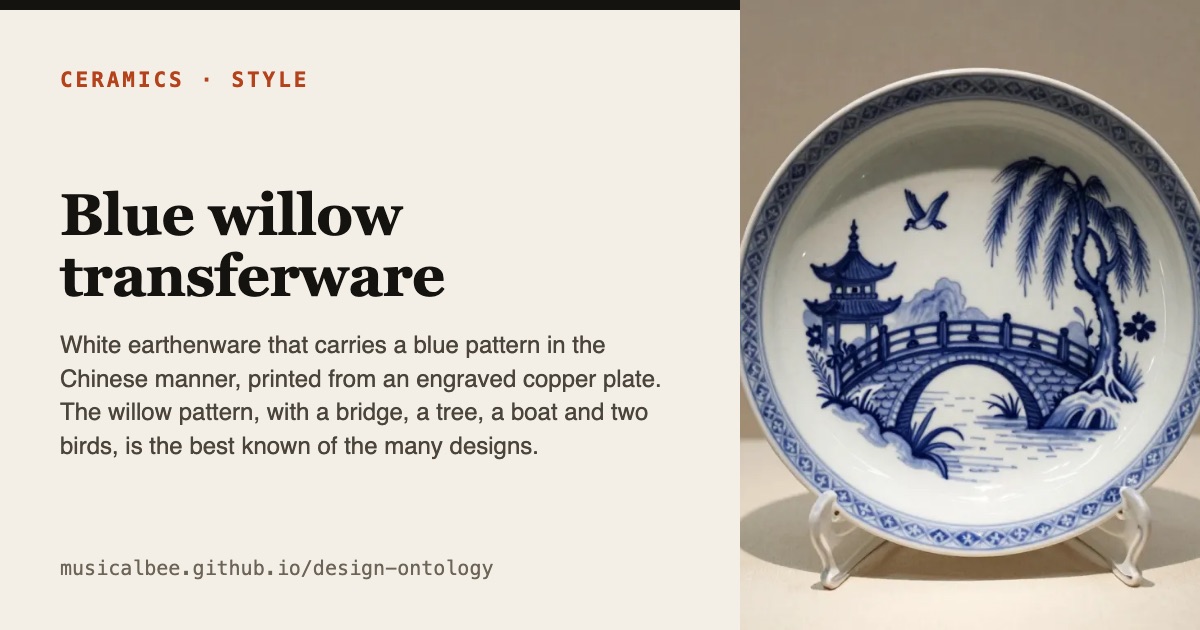 CERAMICS · STYLE
Blue willow
transferware
White earthenware that carries a blue pattern in the
Chinese manner, printed from an engraved copper plate.
The willow pattern, with a bridge, a tree, a boat and two
birds, is the best known of the many designs.
musicalbee.github.io/design-ontology